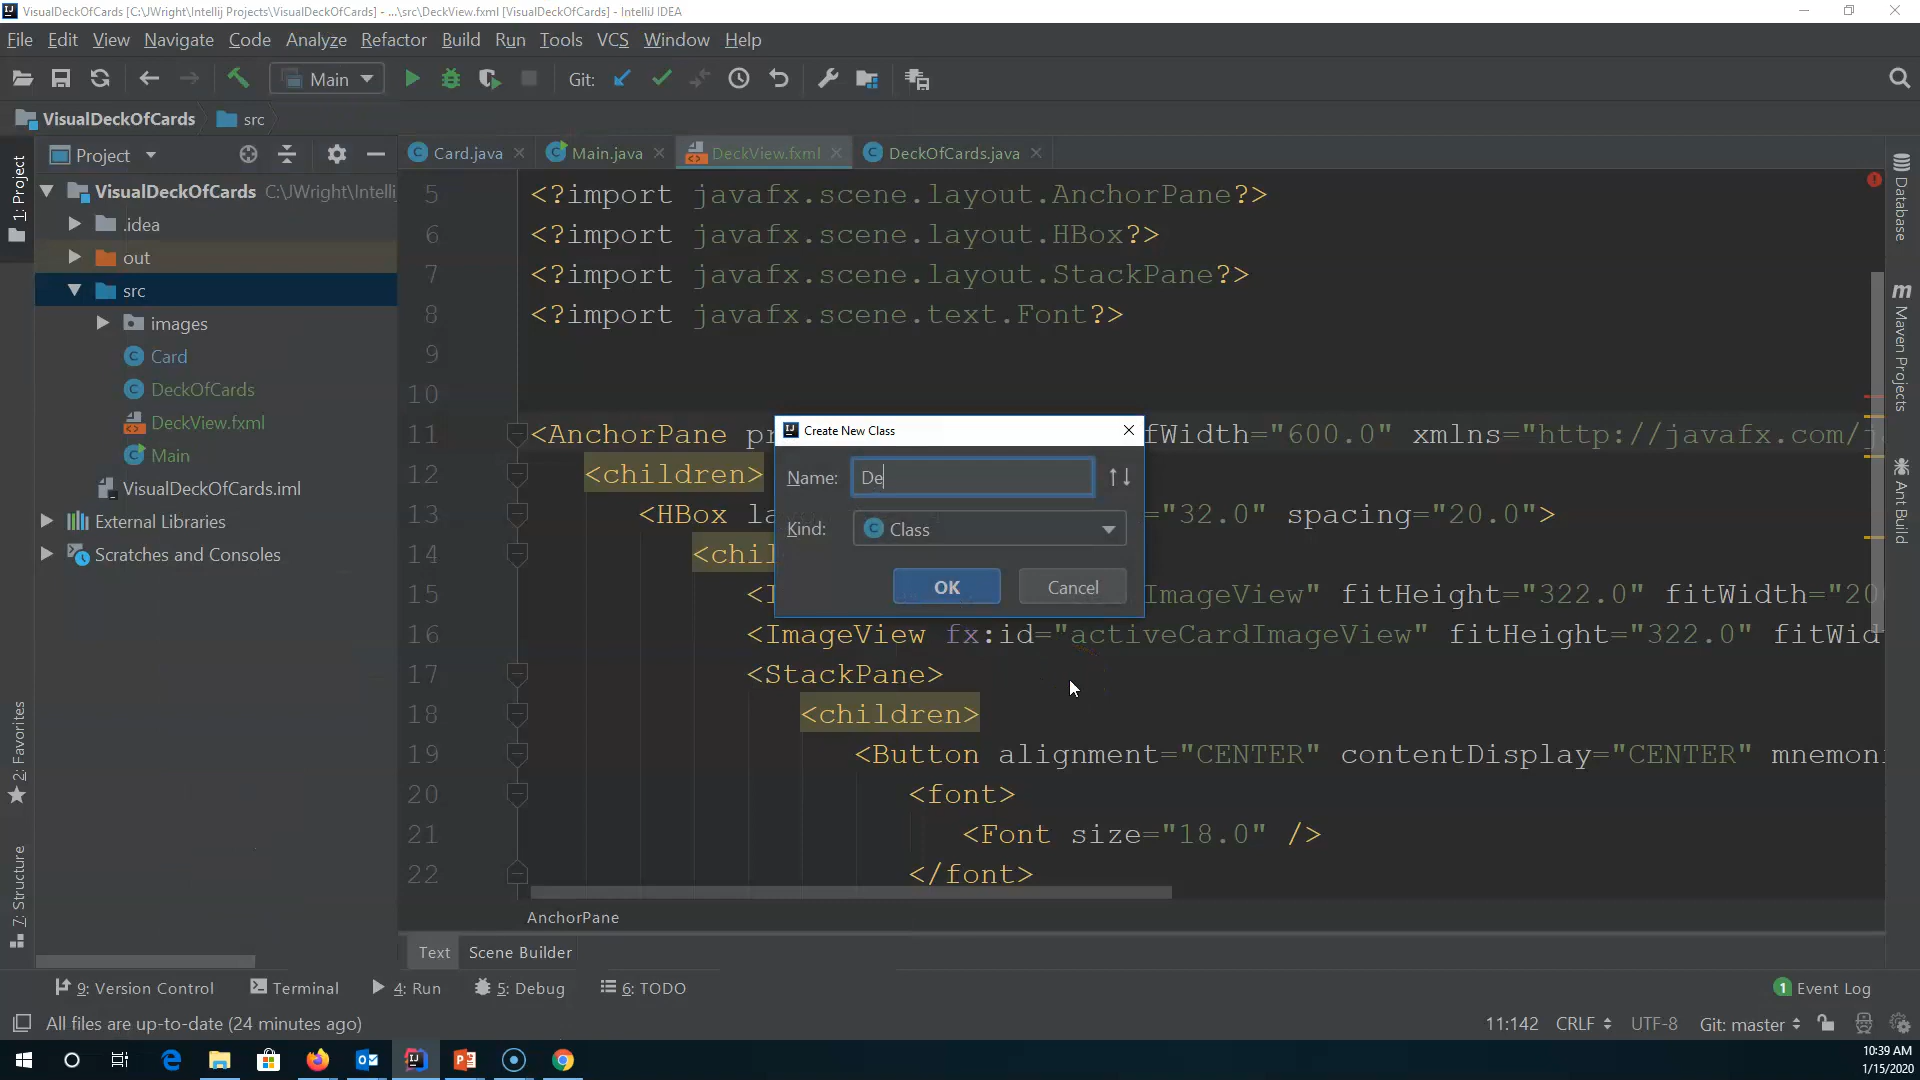 VisualDeckOfCards [C:\JWright\Intellij Projects\VisualDeckOfCards] - ...\src\DeckView.fxml [VisualDeckOfCards] - IntelliJ IDEA
File Edit View Navigate Code Analyze Refactor Build Run Tools VCS Window Help
Main Git:
VisualDeckOfCards src
1: Project
Project
Card.java Main.java DeckView.fxml DeckOfCards.java
VisualDeckOfCards C:\JWright\Intellij
.idea
out
src
images
Card
DeckOfCards
DeckView.fxml
Main
VisualDeckOfCards.iml
External Libraries
Scratches and Consoles
5 <?import javafx.scene.layout.AnchorPane?>
6 <?import javafx.scene.layout.HBox?>
7 <?import javafx.scene.layout.StackPane?>
8 <?import javafx.scene.text.Font?>
9
10
11 <AnchorPane pr fWidth="600.0" xmlns="http://javafx.com/j
12 <children>
13 <HBox la ="32.0" spacing="20.0">
14 <chil
15 <I ImageView" fitHeight="322.0" fitWidth="20
16 <ImageView fx:id="activeCardImageView" fitHeight="322.0" fitWid
17 <StackPane>
18 <children>
19 <Button alignment="CENTER" contentDisplay="CENTER" mnemoni
20 <font>
21 <Font size="18.0" />
22 </font>
Create New Class
Name: De
Kind: Class
OK Cancel
AnchorPane
Text Scene Builder
Database
Maven Projects
Ant Build
2: Favorites
7: Structure
9: Version Control Terminal 4: Run 5: Debug 6: TODO 1 Event Log
All files are up-to-date (24 minutes ago) 11:142 CRLF UTF-8 Git: master
10:39 AM
1/15/2020